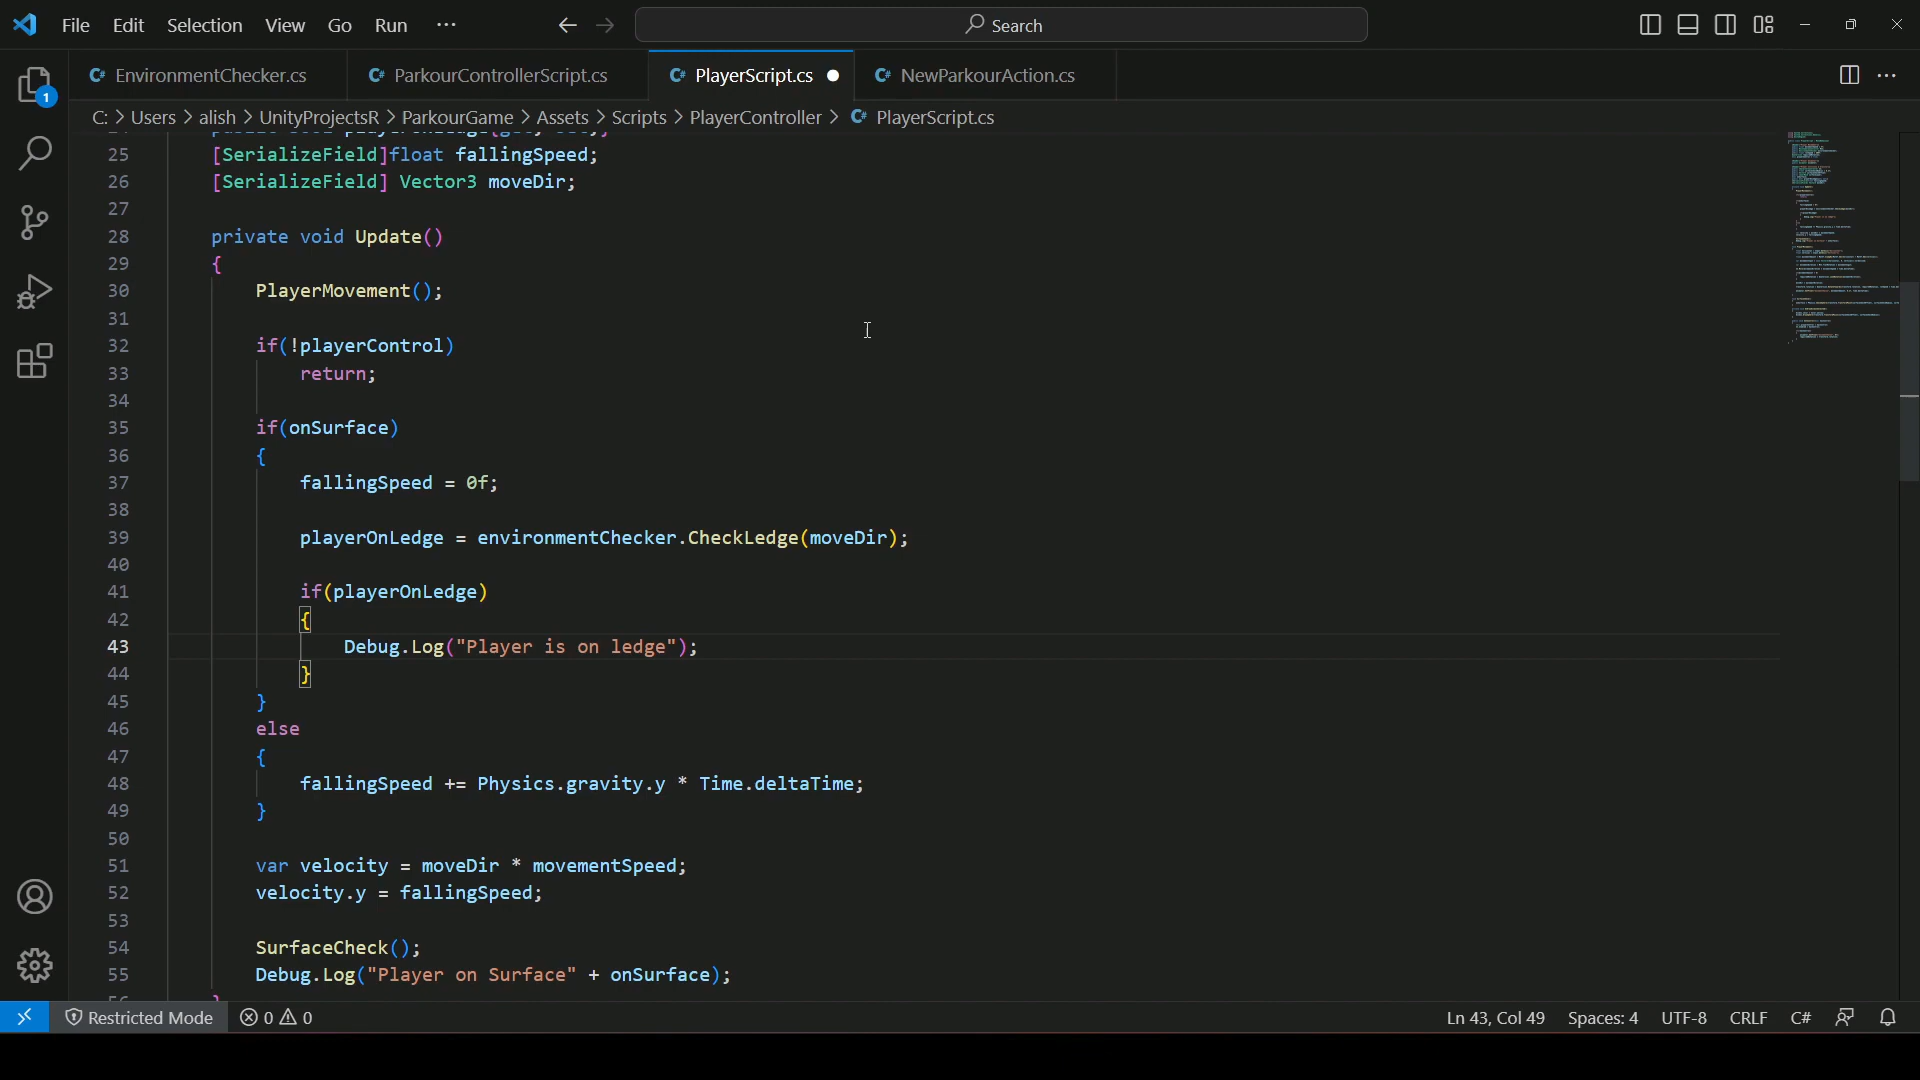 File Edit Selection View Go Run ··· Search
EnvironmentChecker.cs ParkourControllerScript.cs PlayerScript.cs NewParkourAction.cs
1
C: > Users > alish > UnityProjectsR > ParkourGame > Assets > Scripts > PlayerController > PlayerScript.cs
25 [SerializeField]float fallingSpeed;
26 [SerializeField] Vector3 moveDir;
27
28 private void Update()
29 {
30 PlayerMovement();
31
32 if(!playerControl)
33 return;
34
35 if(onSurface)
36 {
37 fallingSpeed = 0f;
38
39 playerOnLedge = environmentChecker.CheckLedge(moveDir);
40
41 if(playerOnLedge)
42 {
43 Debug.Log("Player is on ledge");
44 }
45 }
46 else
47 {
48 fallingSpeed += Physics.gravity.y * Time.deltaTime;
49 }
50
51 var velocity = moveDir * movementSpeed;
52 velocity.y = fallingSpeed;
53
54 SurfaceCheck();
55 Debug.Log("Player on Surface" + onSurface);
Restricted Mode 0 0 Ln 43, Col 49 Spaces: 4 UTF-8 CRLF C#